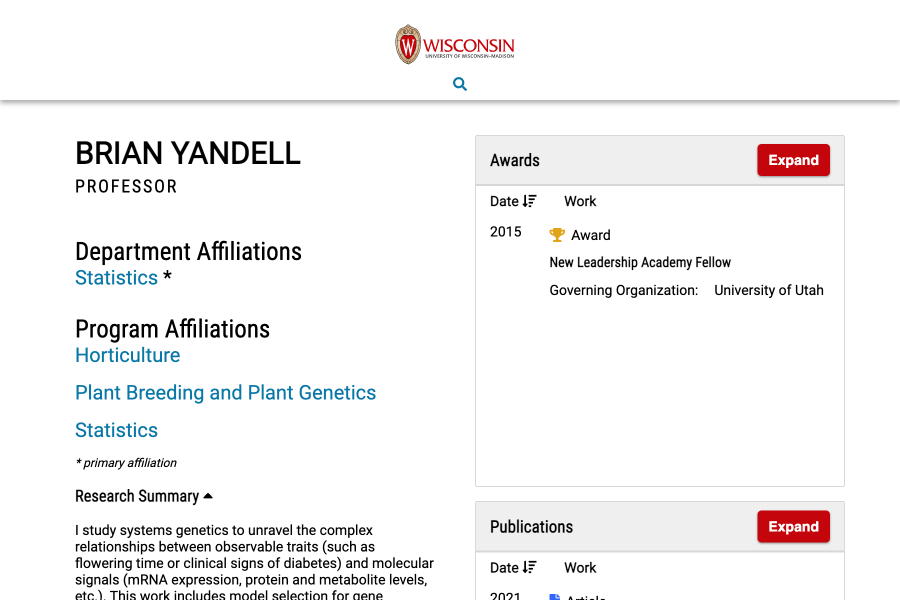 W
WISCONSIN
UNIVERSITY OF WISCONSIN–MADISON
BRIAN YANDELL
PROFESSOR
Department Affiliations
Statistics *
Program Affiliations
Horticulture
Plant Breeding and Plant Genetics
Statistics
* primary affiliation
Research Summary
I study systems genetics to unravel the complex
relationships between observable traits (such as
flowering time or clinical signs of diabetes) and molecular
signals (mRNA expression, protein and metabolite levels,
etc.). This work includes model selection for gene
Awards
Expand
Date Work
2015 Award
New Leadership Academy Fellow
Governing Organization: University of Utah
Publications
Expand
Date Work
2021 Article